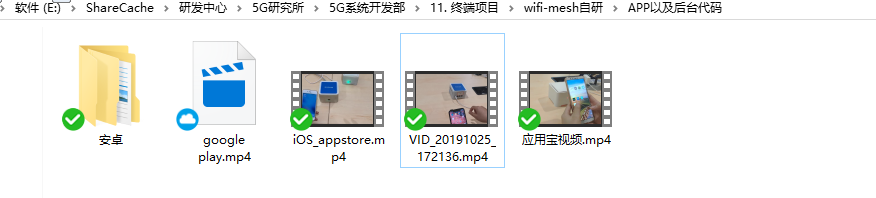 软件 (E:) > ShareCache > 研发中心 > 5G研究所 > 5G系统开发部 > 11. 终端项目 > wifi-mesh自研 > APP以及后台代码
安卓
google
play.mp4
iOS_appstore.m
p4
VID_20191025_
172136.mp4
应用宝视频.mp4